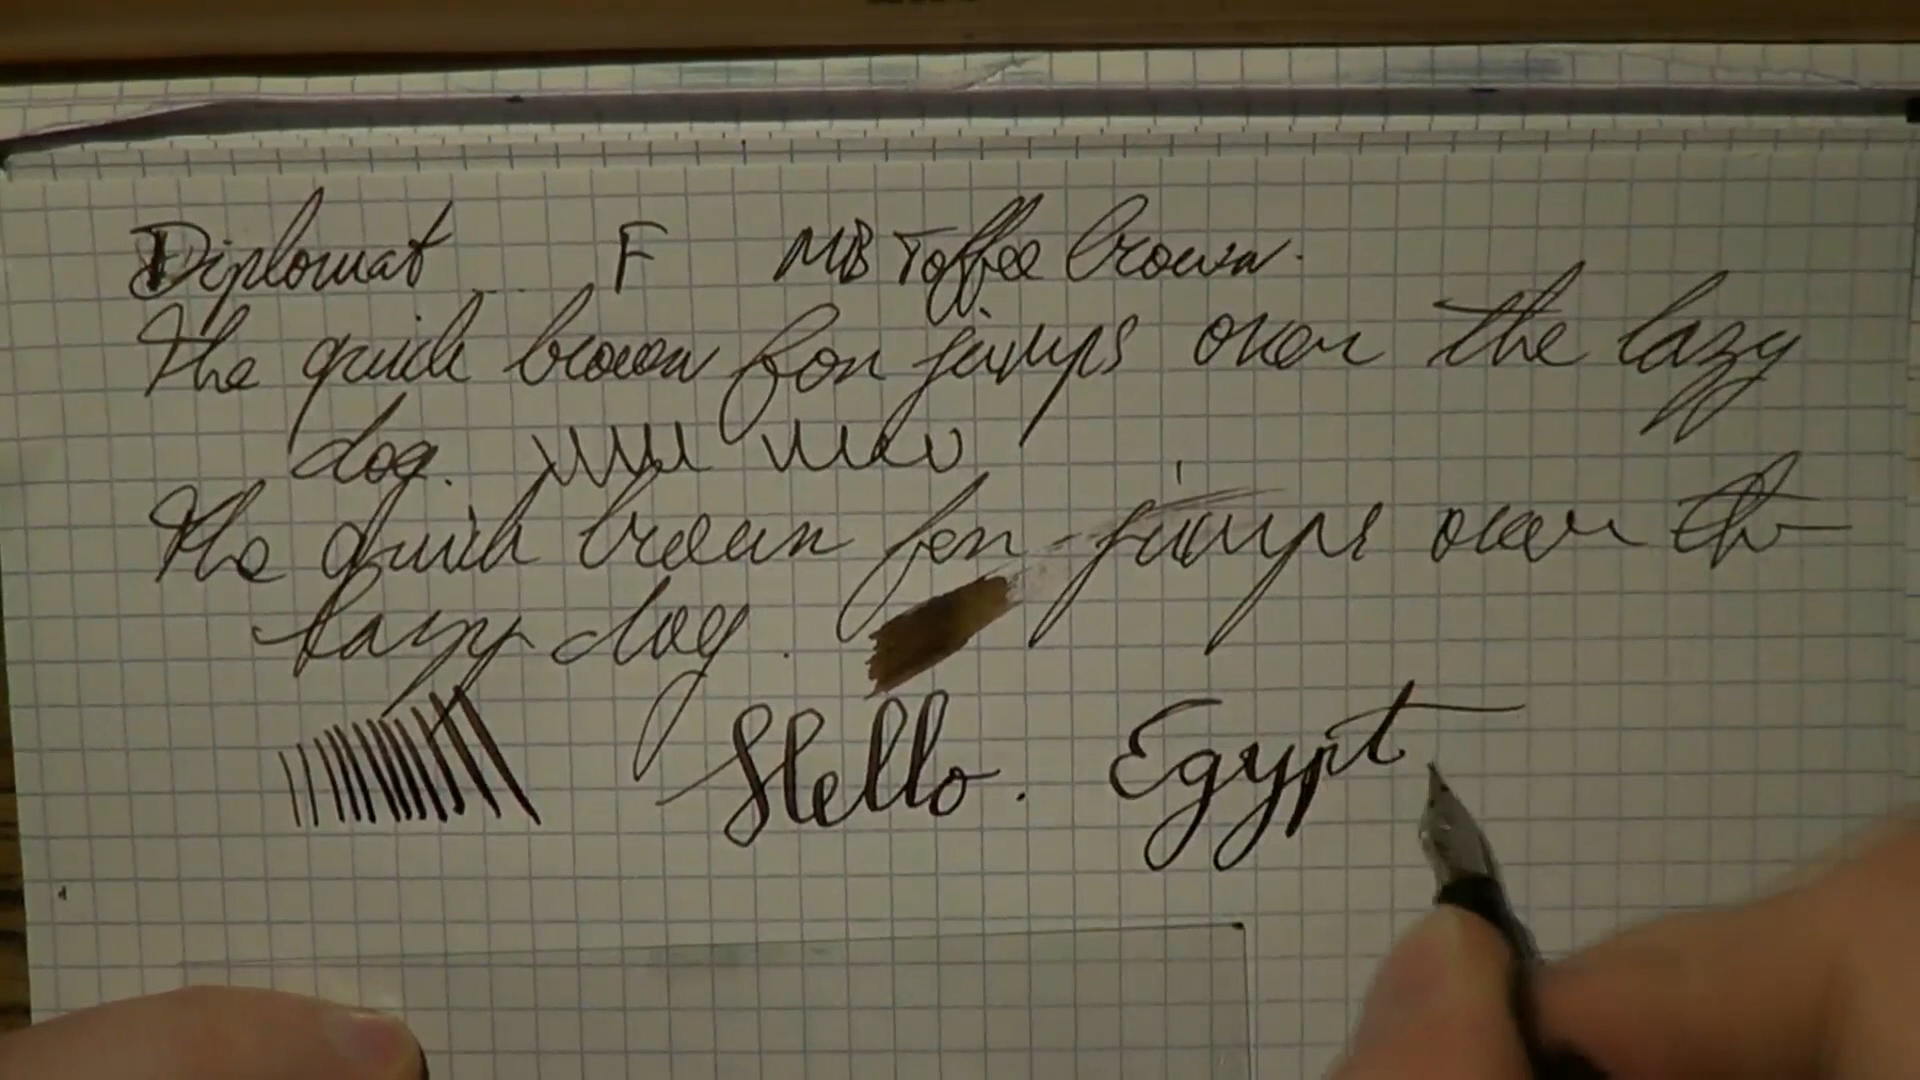 Diplomat F MB Toffee brown.
The quick brown fox jumps over the lazy
dog.
The quick brown fox jumps over the
lazy dog.
Hello. Egypt